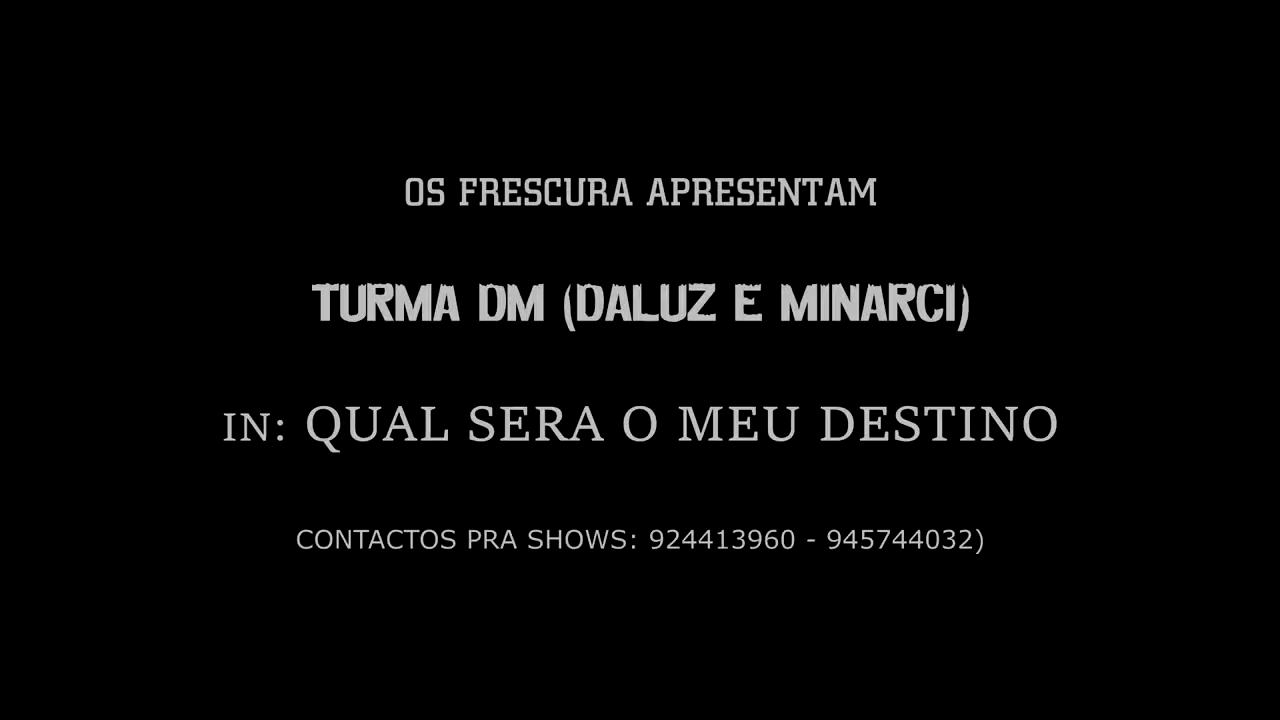 OS FRESCURA APRESENTAM
TURMA DM (DALUZ E MINARCI)
IN: QUAL SERA O MEU DESTINO
CONTACTOS PRA SHOWS: 924413960 - 945744032)